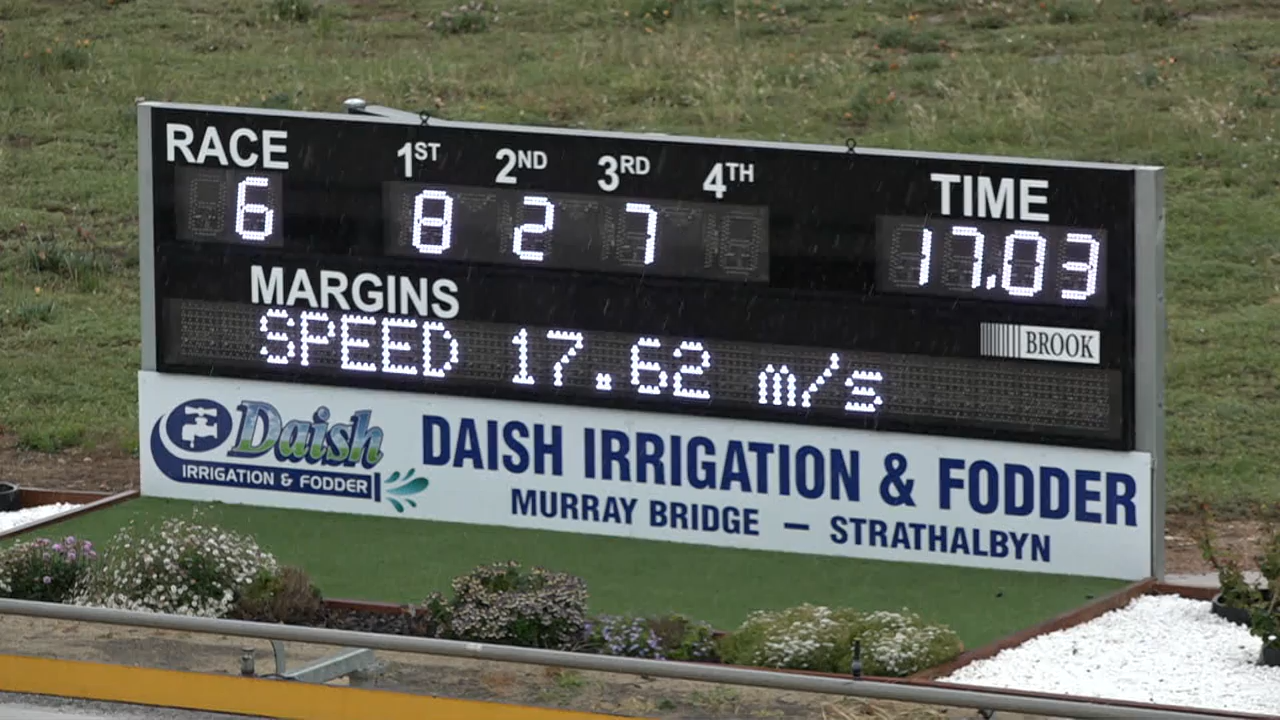 RACE 1ST 2ND 3RD 4TH TIME
6 8 2 7 17.03
MARGINS
BROOK
SPEED 17.62 m/s
Daish
IRRIGATION & FODDER
DAISH IRRIGATION & FODDER
MURRAY BRIDGE – STRATHALBYN